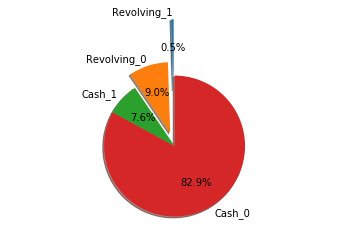 Revolving_1
0.5%
Revolving_0
9.0%
Cash_1
7.6%
82.9%
Cash_0